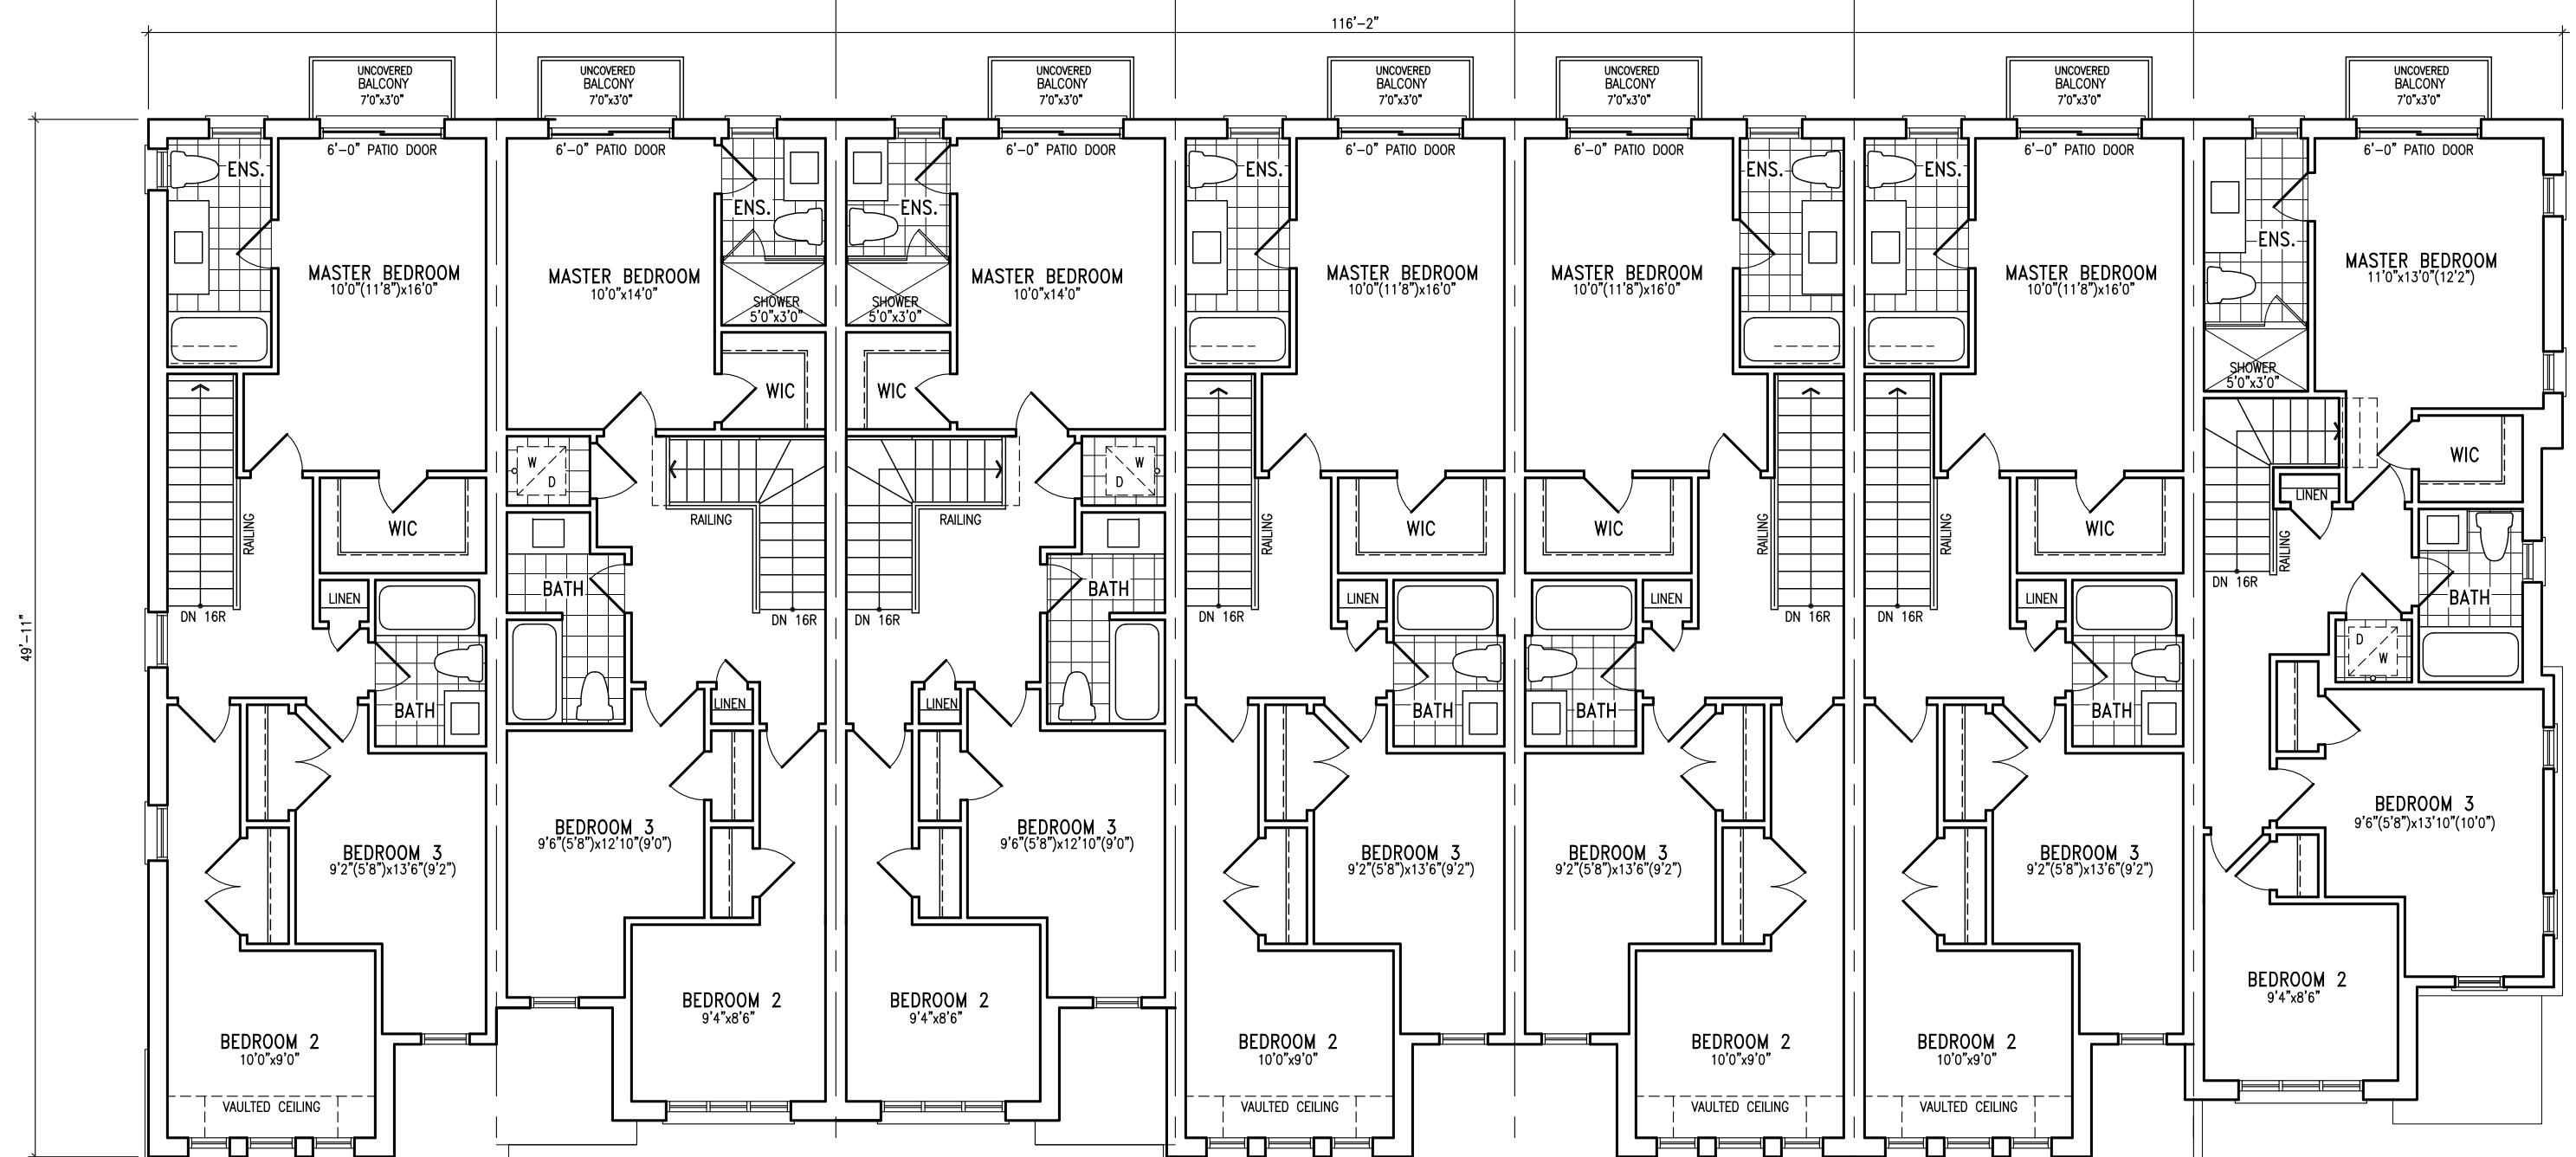 116'-2"
49'-11"
UNCOVERED
BALCONY
7'0"x3'0"
6'-0" PATIO DOOR
ENS.
MASTER BEDROOM
10'0"(11'8")x16'0"
WIC
RAILING
LINEN
DN 16R
BATH
BEDROOM 3
9'2"(5'8")x13'6"(9'2")
BEDROOM 2
10'0"x9'0"
VAULTED CEILING
UNCOVERED
BALCONY
7'0"x3'0"
6'-0" PATIO DOOR
ENS.
MASTER BEDROOM
10'0"x14'0"
SHOWER
5'0"x3'0"
WIC
W
D
RAILING
BATH
DN 16R
LINEN
BEDROOM 3
9'6"(5'8")x12'10"(9'0")
BEDROOM 2
9'4"x8'6"
UNCOVERED
BALCONY
7'0"x3'0"
6'-0" PATIO DOOR
ENS.
MASTER BEDROOM
10'0"x14'0"
SHOWER
5'0"x3'0"
WIC
W
D
RAILING
BATH
DN 16R
LINEN
BEDROOM 3
9'6"(5'8")x12'10"(9'0")
BEDROOM 2
9'4"x8'6"
UNCOVERED
BALCONY
7'0"x3'0"
6'-0" PATIO DOOR
ENS.
MASTER BEDROOM
10'0"(11'8")x16'0"
WIC
RAILING
LINEN
DN 16R
BATH
BEDROOM 3
9'2"(5'8")x13'6"(9'2")
BEDROOM 2
10'0"x9'0"
VAULTED CEILING
UNCOVERED
BALCONY
7'0"x3'0"
6'-0" PATIO DOOR
ENS.
MASTER BEDROOM
10'0"(11'8")x16'0"
WIC
RAILING
LINEN
DN 16R
BATH
BEDROOM 3
9'2"(5'8")x13'6"(9'2")
BEDROOM 2
10'0"x9'0"
VAULTED CEILING
UNCOVERED
BALCONY
7'0"x3'0"
6'-0" PATIO DOOR
ENS.
MASTER BEDROOM
10'0"(11'8")x16'0"
WIC
RAILING
LINEN
DN 16R
BATH
BEDROOM 3
9'2"(5'8")x13'6"(9'2")
BEDROOM 2
10'0"x9'0"
VAULTED CEILING
UNCOVERED
BALCONY
7'0"x3'0"
6'-0" PATIO DOOR
ENS.
MASTER BEDROOM
11'0"x13'0"(12'2")
SHOWER
5'0"x3'0"
WIC
LINEN
RAILING
DN 16R
BATH
D
W
BEDROOM 3
9'6"(5'8")x13'10"(10'0")
BEDROOM 2
9'4"x8'6"